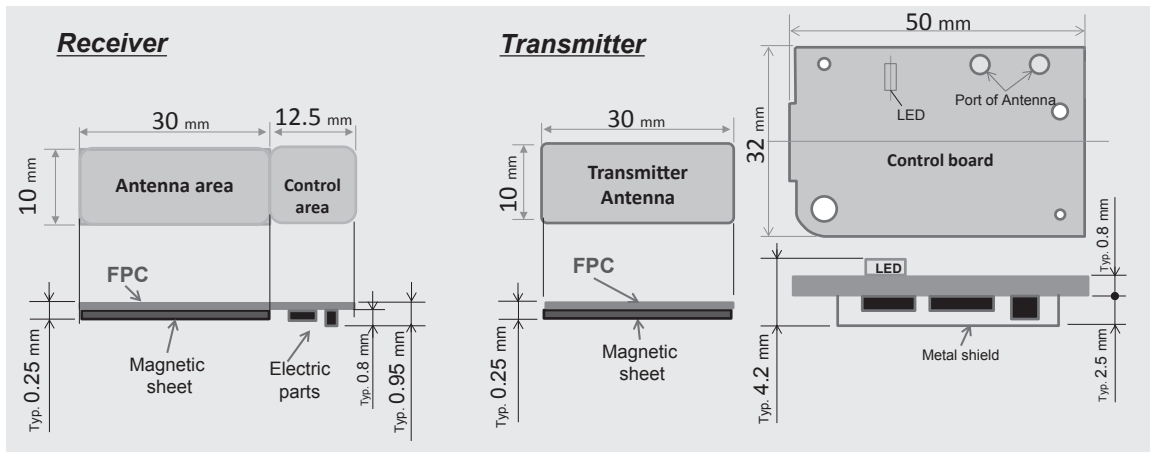 Receiver
30 mm
12.5 mm
10 mm
Antenna area
Control
area
FPC
Magnetic
sheet
Electric
parts
Typ. 0.25 mm
Typ. 0.8 mm
Typ. 0.95 mm
Transmitter
30 mm
10 mm
Transmitter
Antenna
FPC
Magnetic
sheet
Typ. 0.25 mm
50 mm
32 mm
LED
Port of Antenna
Control board
LED
Metal shield
Typ. 4.2 mm
Typ. 0.8 mm
Typ. 2.5 mm